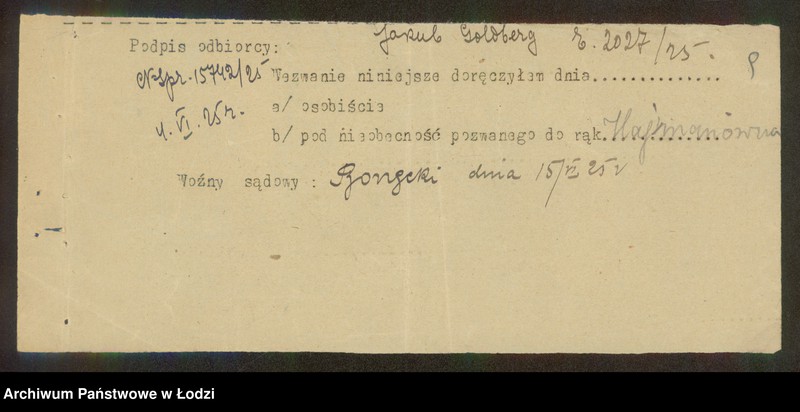 Jakub Goldberg E. 2027/25.
Podpis odbiorcy:
N Spr. 15742/25 Wezwanie niniejsze doręczyłem dnia..............
4. VI. 25 r. a/ osobiście
b/ pod nieobecność pozwanego do rąk Hajmanówna
Woźny sądowy: dnia 15/VI 25 r
Archiwum Państwowe w Łodzi